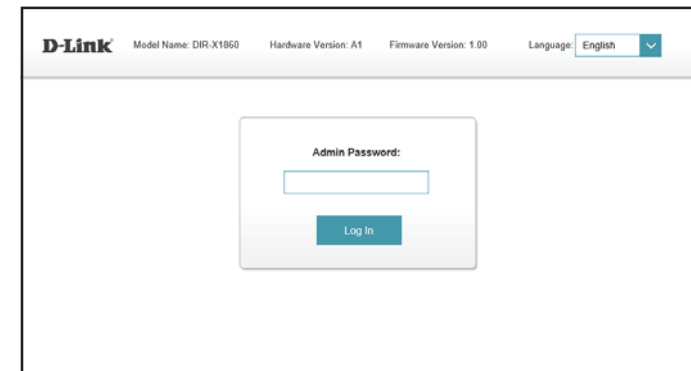 D-Link Model Name: DIR-X1860 Hardware Version: A1 Firmware Version: 1.00 Language: English
Admin Password:
Log In